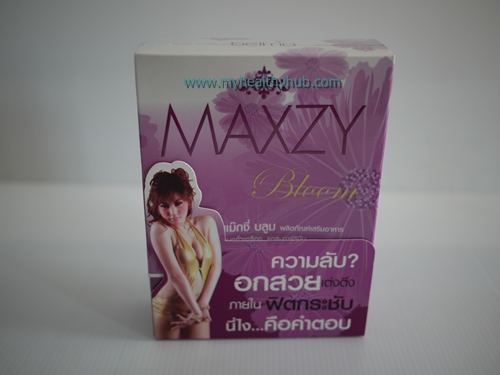 www.myhealthyhub.com
MAXZY
Bloom
แม๊กซี่ บลูม ผลิตภัณฑ์เสริมอาหาร
ความลับ?
อกสวยเต่งตึง
ภายใน ฟิตกระชับ
นี่ไง...คือคำตอบ